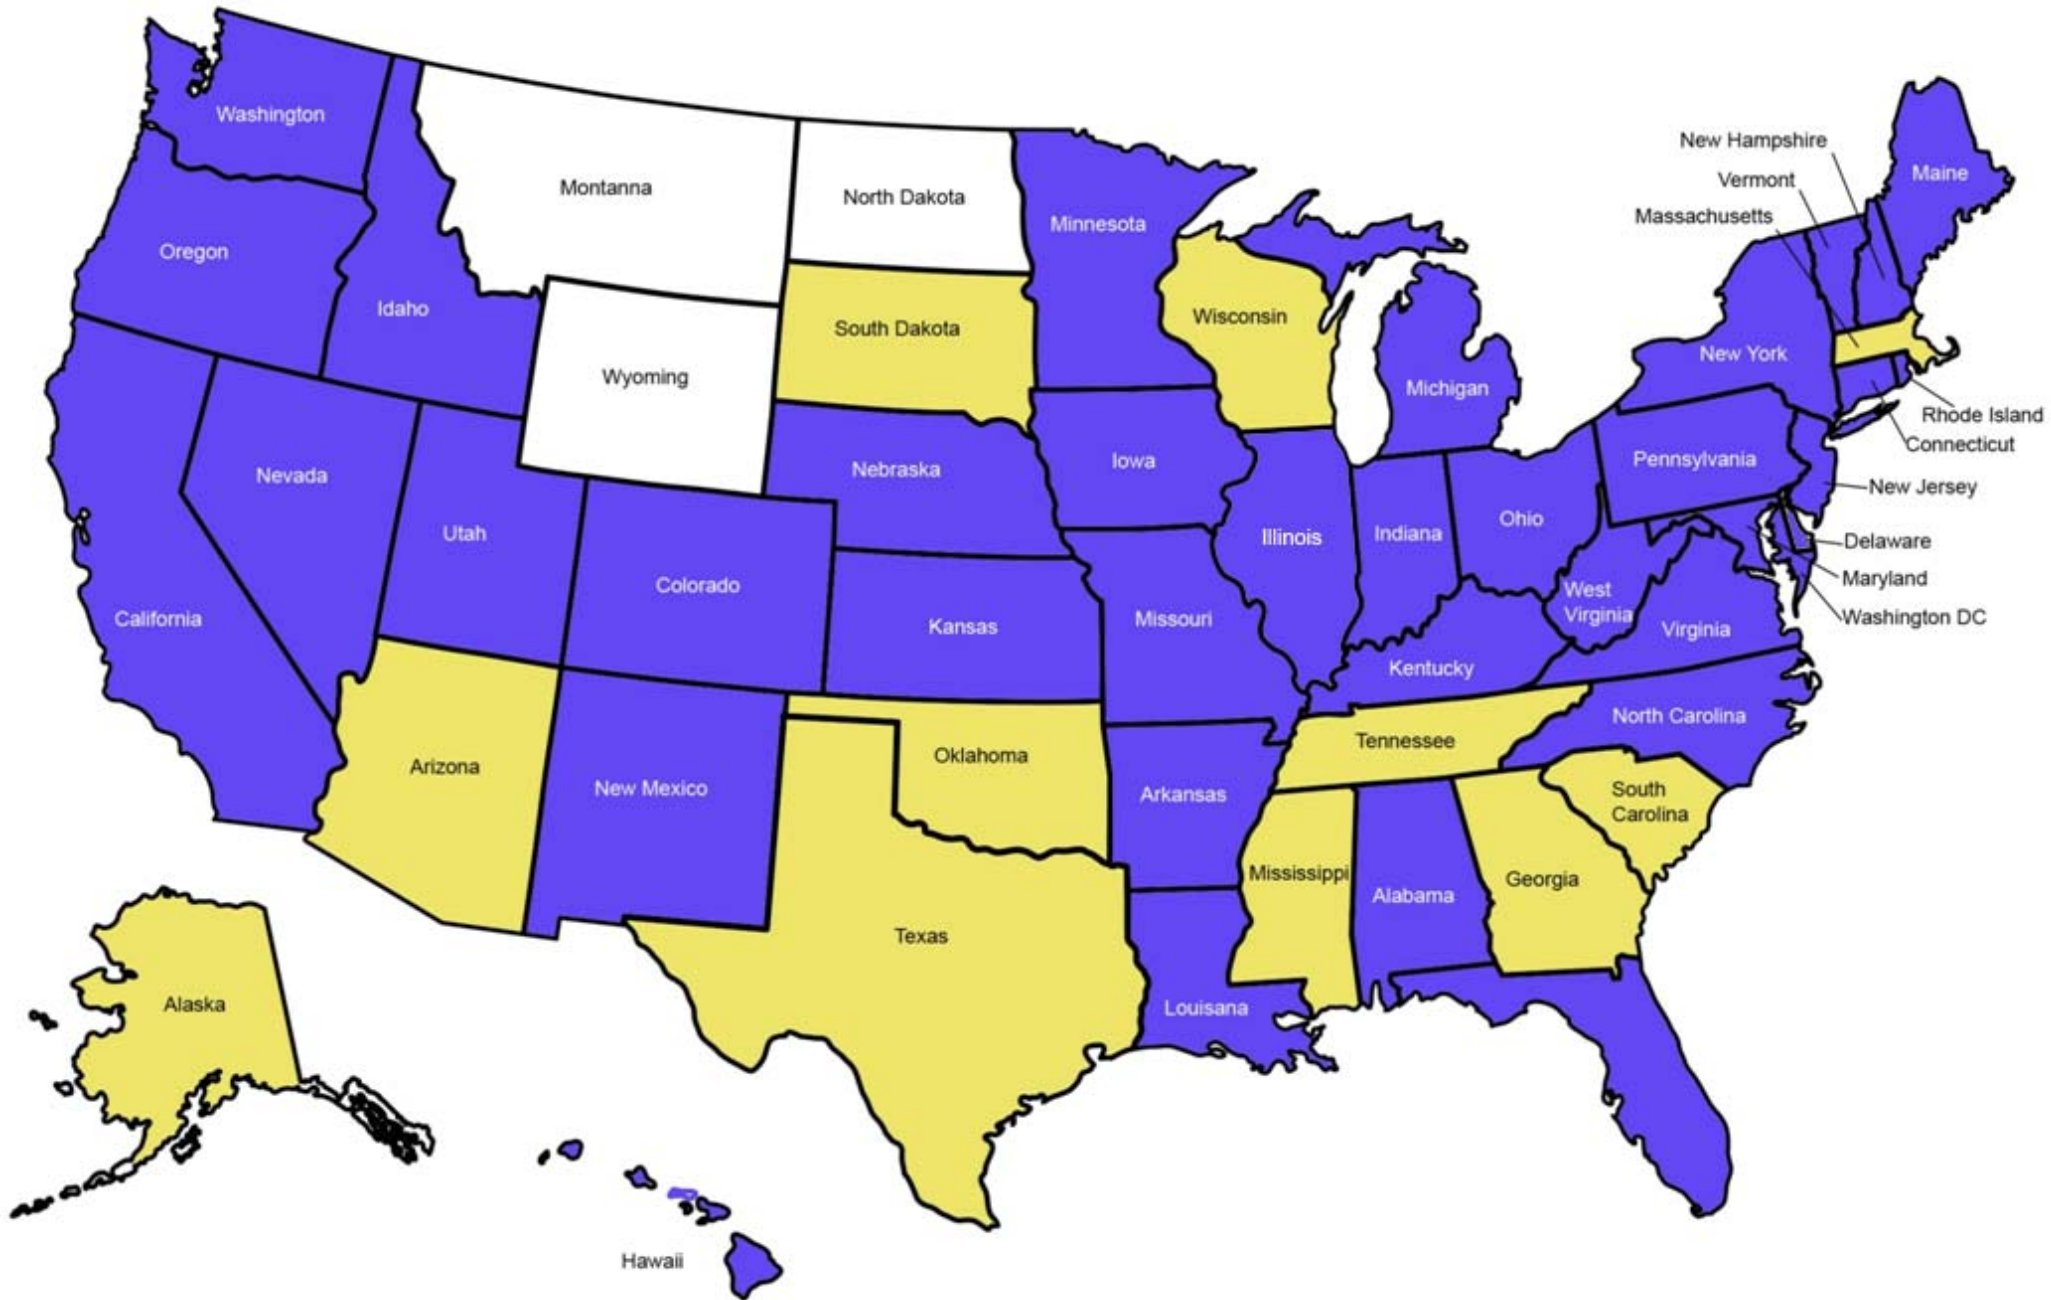 Washington
Montanna
North Dakota
Minnesota
New Hampshire
Maine
Vermont
Massachusetts
Oregon
Idaho
South Dakota
Wisconsin
Wyoming
Michigan
New York
Rhode Island
Connecticut
Nevada
Nebraska
Iowa
Pennsylvania
New Jersey
Utah
Colorado
Illinois
Indiana
Ohio
Delaware
Maryland
Washington DC
California
Kansas
Missouri
West
Virginia
Virginia
Kentucky
Arizona
New Mexico
Oklahoma
Arkansas
Tennessee
North Carolina
South
Carolina
Mississippi
Alabama
Georgia
Texas
Alaska
Louisana
Hawaii